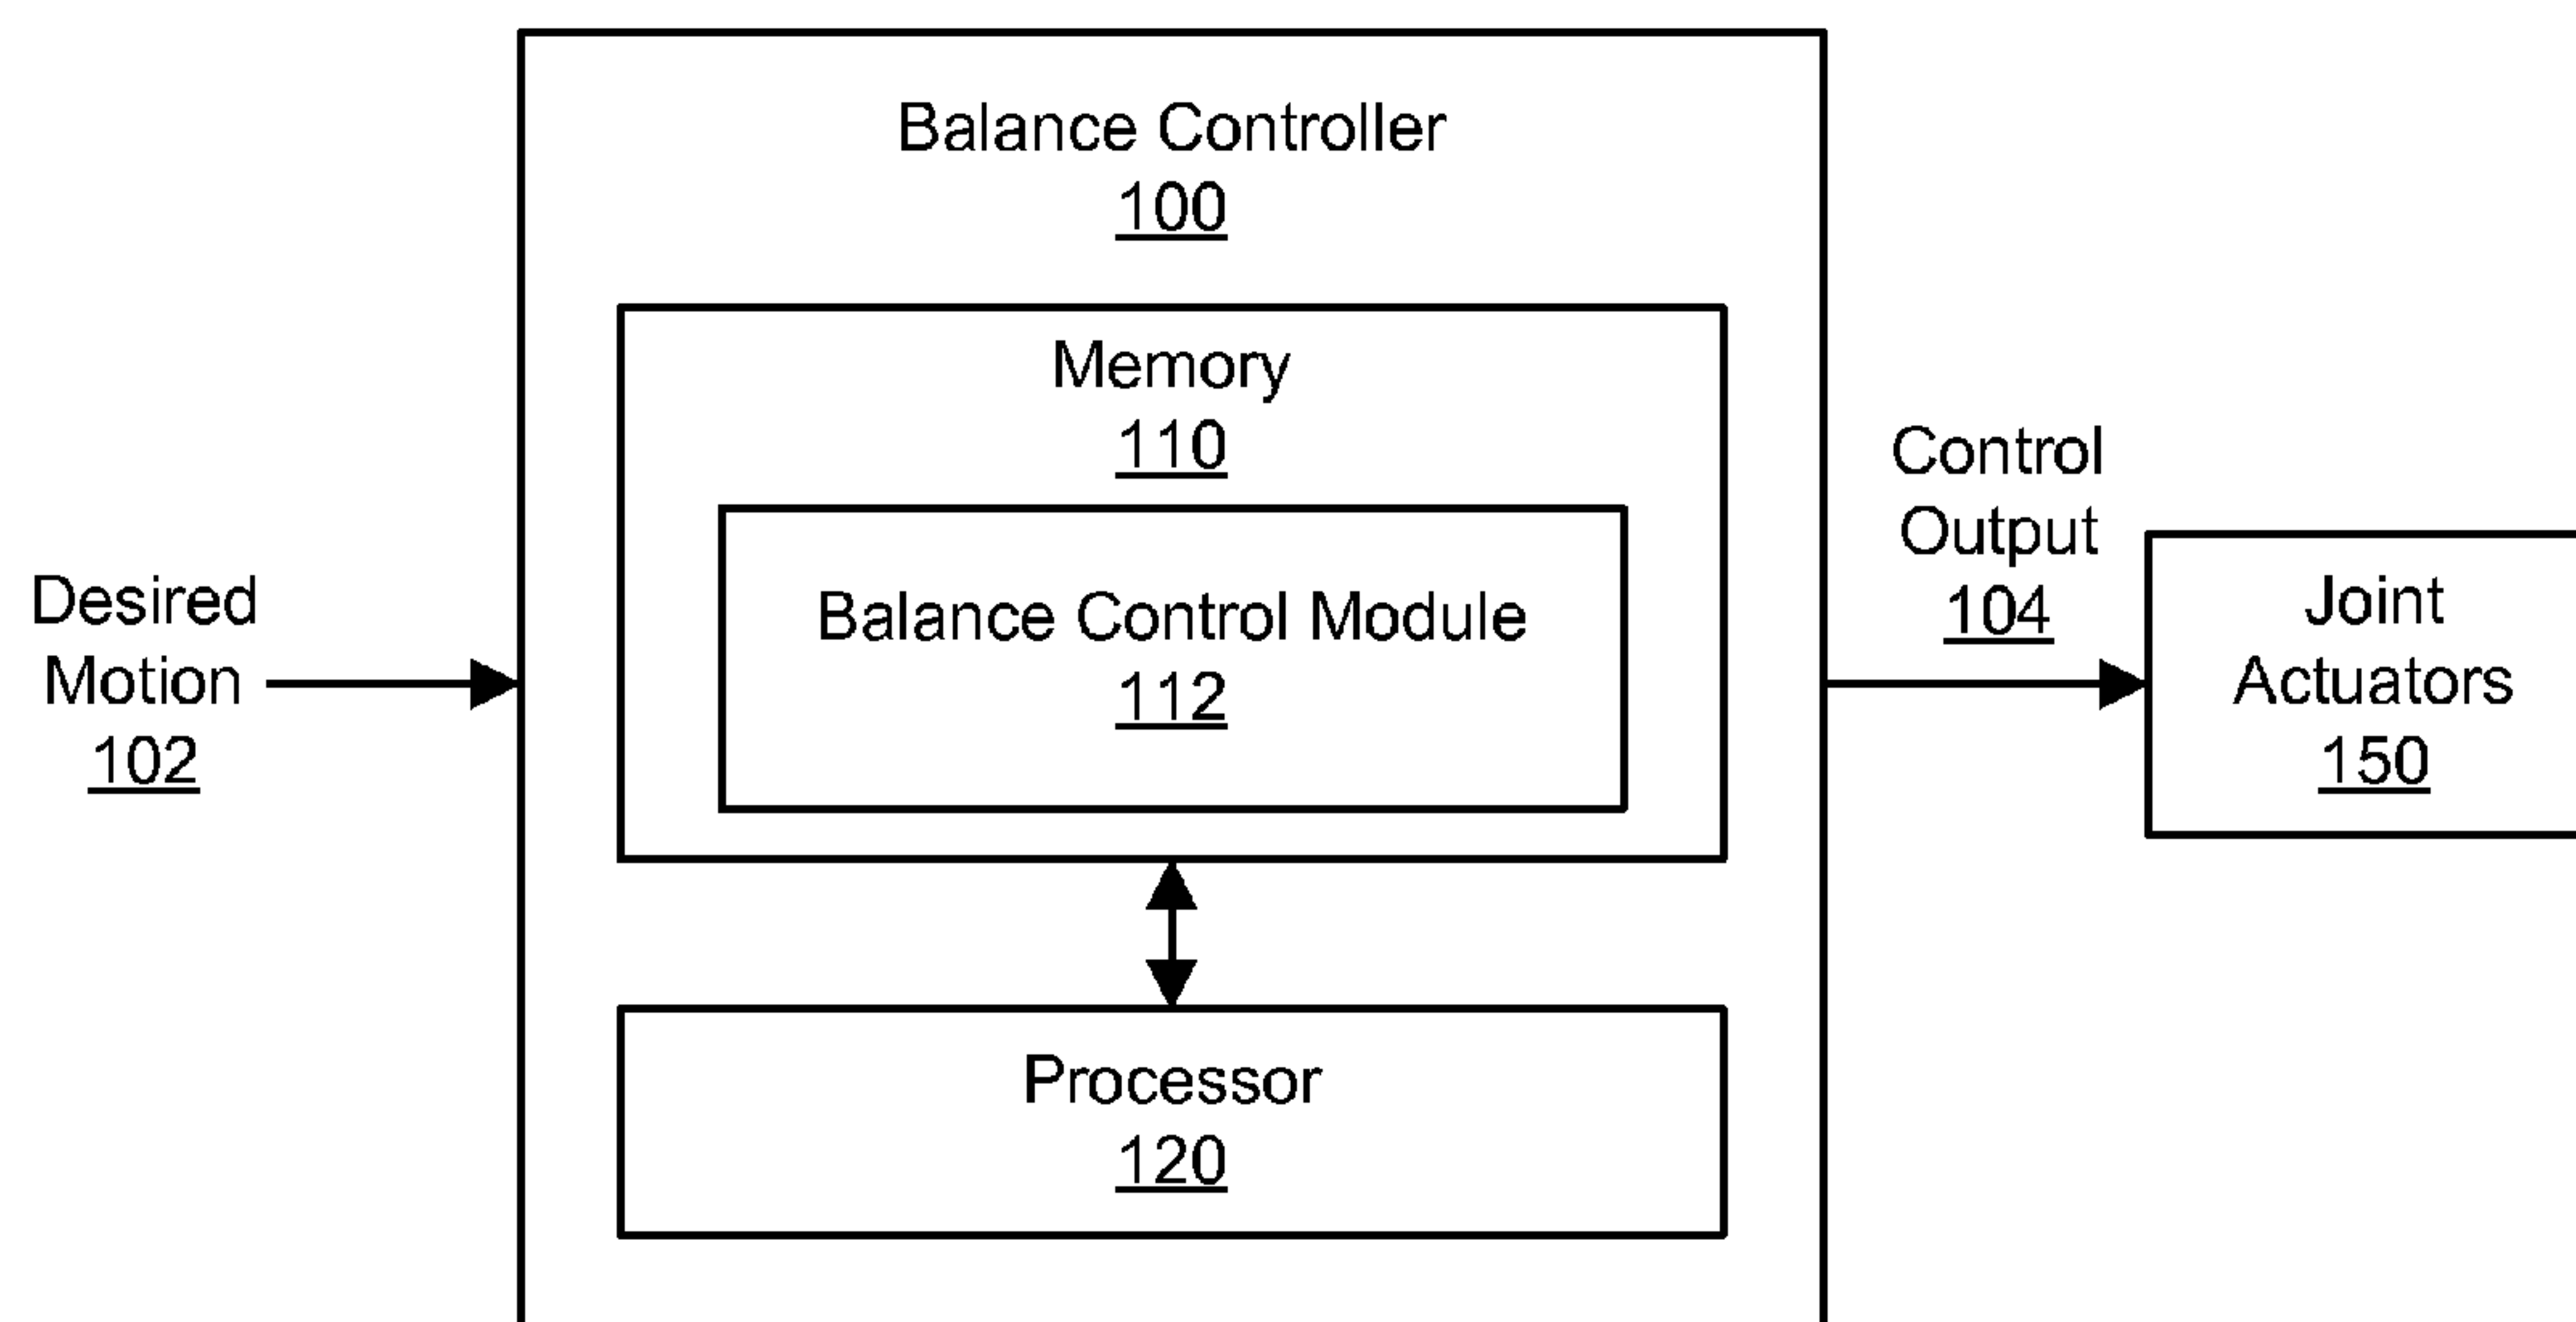 Balance Controller
100
Memory
110
Balance Control Module
112
Processor
120
Desired
Motion
102
Control
Output
104
Joint
Actuators
150